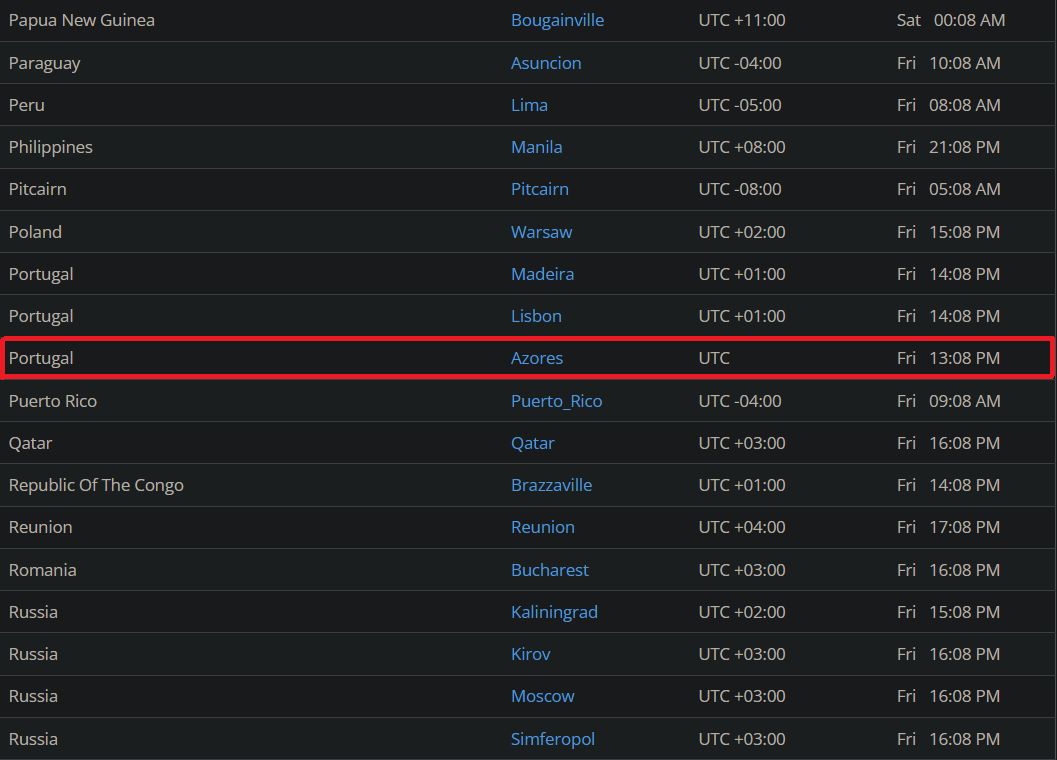 Papua New Guinea Bougainville UTC +11:00 Sat 00:08 AM
Paraguay Asuncion UTC -04:00 Fri 10:08 AM
Peru Lima UTC -05:00 Fri 08:08 AM
Philippines Manila UTC +08:00 Fri 21:08 PM
Pitcairn Pitcairn UTC -08:00 Fri 05:08 AM
Poland Warsaw UTC +02:00 Fri 15:08 PM
Portugal Madeira UTC +01:00 Fri 14:08 PM
Portugal Lisbon UTC +01:00 Fri 14:08 PM
Portugal Azores UTC Fri 13:08 PM
Puerto Rico Puerto_Rico UTC -04:00 Fri 09:08 AM
Qatar Qatar UTC +03:00 Fri 16:08 PM
Republic Of The Congo Brazzaville UTC +01:00 Fri 14:08 PM
Reunion Reunion UTC +04:00 Fri 17:08 PM
Romania Bucharest UTC +03:00 Fri 16:08 PM
Russia Kaliningrad UTC +02:00 Fri 15:08 PM
Russia Kirov UTC +03:00 Fri 16:08 PM
Russia Moscow UTC +03:00 Fri 16:08 PM
Russia Simferopol UTC +03:00 Fri 16:08 PM